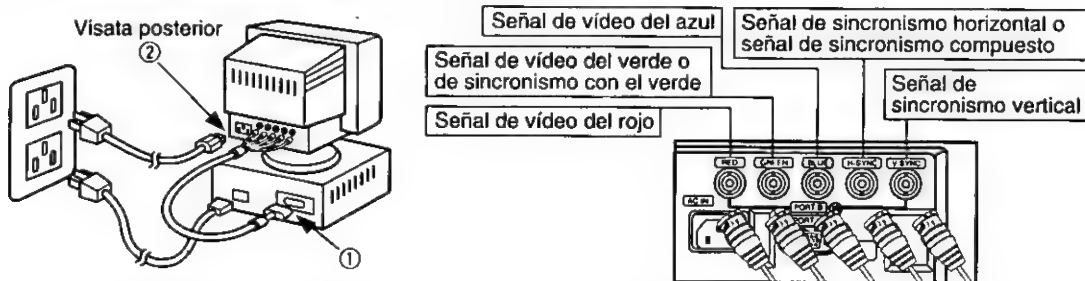 Visata posterior
②
①
Señal de vídeo del azul
Señal de sincronismo horizontal o
señal de sincronismo compuesto
Señal de vídeo del verde o
de sincronismo con el verde
Señal de
sincronismo vertical
Señal de vídeo del rojo
RED
GREEN
BLUE
H-SYNC
V-SYNC
AC IN
PORT B
PORT